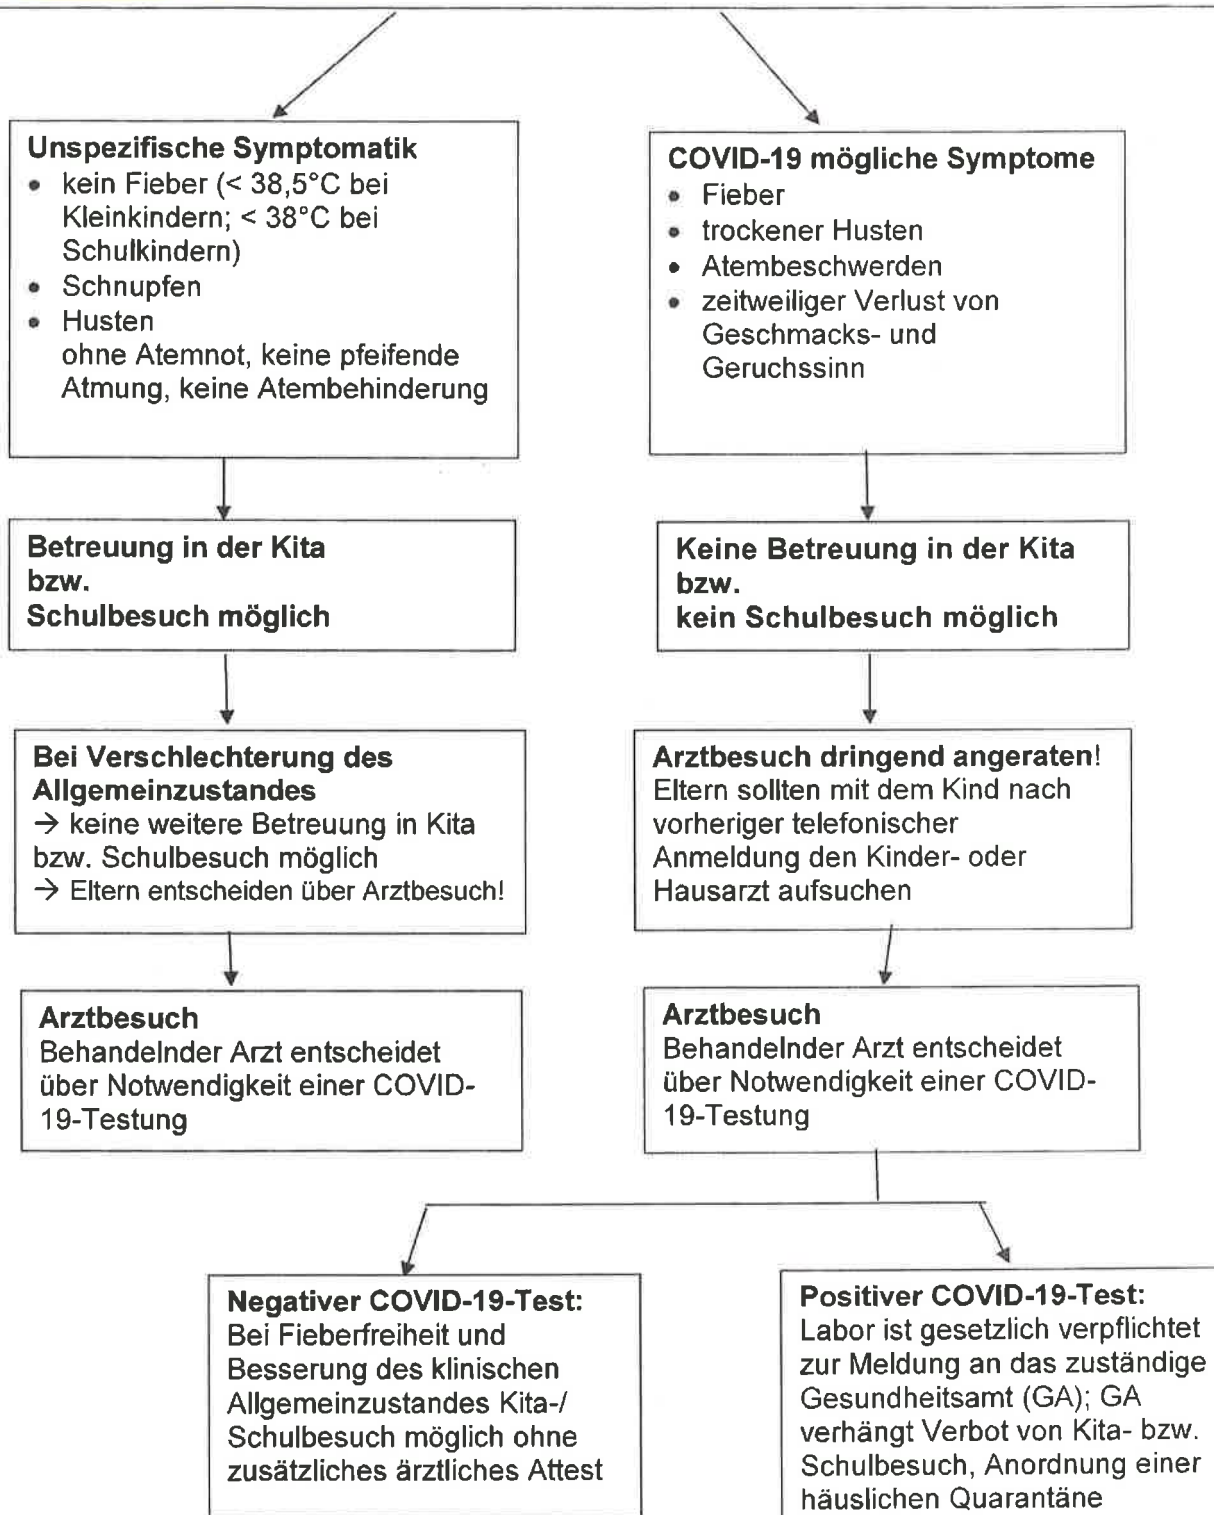 Unspezifische Symptomatik
• kein Fieber (< 38,5°C bei
Kleinkindern; < 38°C bei
Schulkindern)
• Schnupfen
• Husten
ohne Atemnot, keine pfeifende
Atmung, keine Atembehinderung
COVID-19 mögliche Symptome
• Fieber
• trockener Husten
• Atembeschwerden
• zeitweiliger Verlust von
Geschmacks- und
Geruchssinn
Betreuung in der Kita
bzw.
Schulbesuch möglich
Keine Betreuung in der Kita
bzw.
kein Schulbesuch möglich
Bei Verschlechterung des
Allgemeinzustandes
→ keine weitere Betreuung in Kita
bzw. Schulbesuch möglich
→ Eltern entscheiden über Arztbesuch!
Arztbesuch dringend angeraten!
Eltern sollten mit dem Kind nach
vorheriger telefonischer
Anmeldung den Kinder- oder
Hausarzt aufsuchen
Arztbesuch
Behandelnder Arzt entscheidet
über Notwendigkeit einer COVID-
19-Testung
Arztbesuch
Behandelnder Arzt entscheidet
über Notwendigkeit einer COVID-
19-Testung
Negativer COVID-19-Test:
Bei Fieberfreiheit und
Besserung des klinischen
Allgemeinzustandes Kita-/
Schulbesuch möglich ohne
zusätzliches ärztliches Attest
Positiver COVID-19-Test:
Labor ist gesetzlich verpflichtet
zur Meldung an das zuständige
Gesundheitsamt (GA); GA
verhängt Verbot von Kita- bzw.
Schulbesuch, Anordnung einer
häuslichen Quarantäne